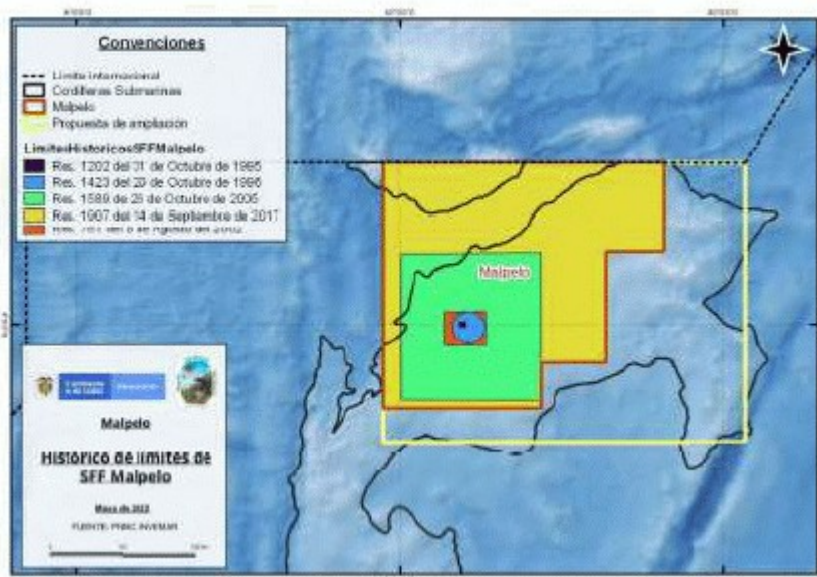 Convenciones
Límite internacional
Cordilleras Submarinas
Malpelo
Propuesta de ampliación
LímitesHistoricosSFFMalpelo
Res. 1202 del 31 de Octubre de 1995
Res. 1423 del 20 de Octubre de 1996
Res. 1589 de 26 de Octubre de 2005
Res. 1907 del 14 de Septiembre de 2017
Malpelo
Malpelo
Histórico de límites de
SFF Malpelo
FUENTE: PNNC INVEMAR